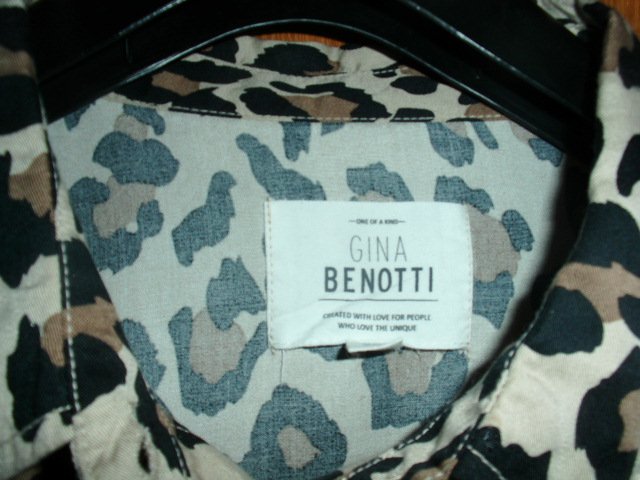 —ONE OF A KIND—
GINA
BENOTTI
CREATED WITH LOVE FOR PEOPLE
WHO LOVE THE UNIQUE